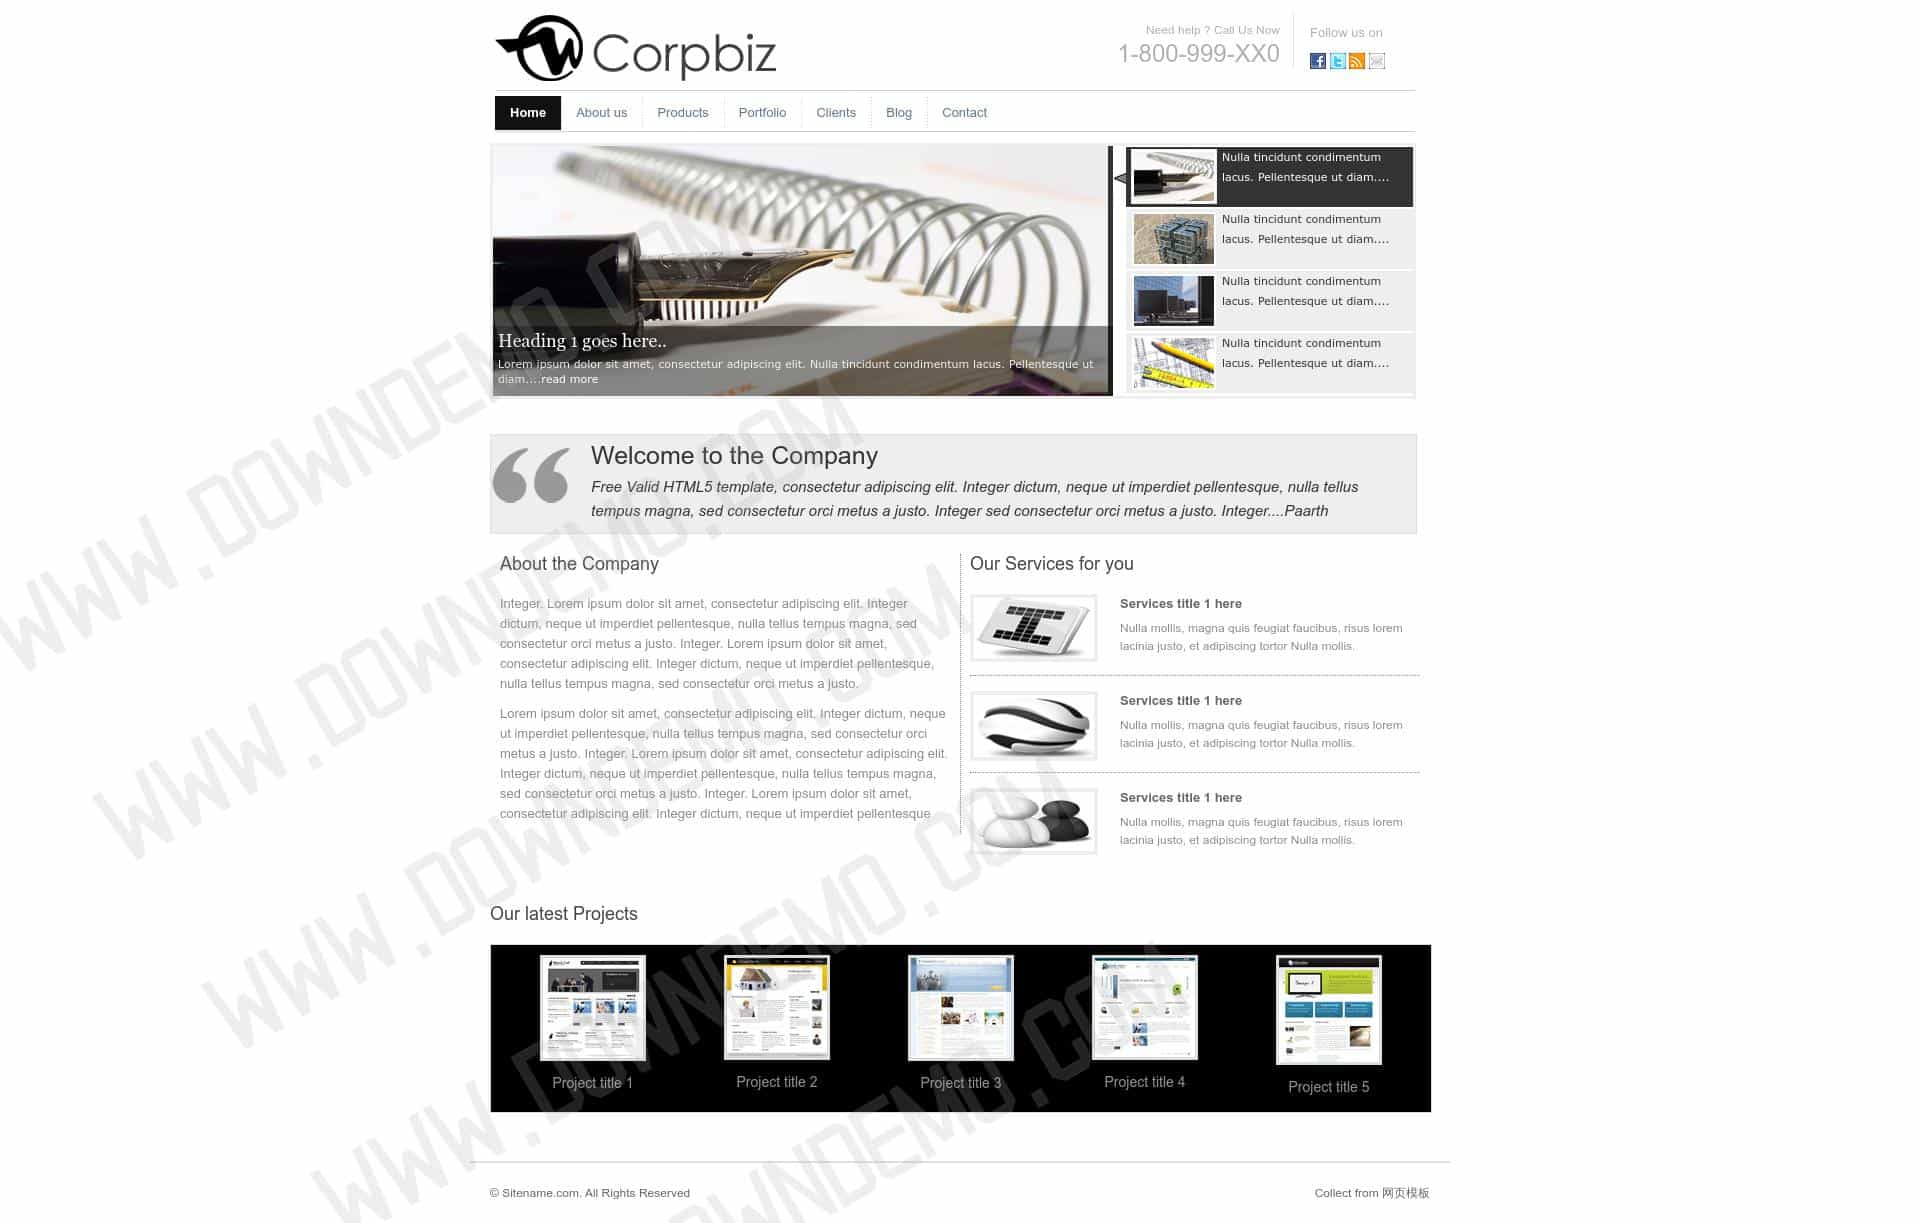 Corpbiz
Need help ? Call Us Now
1-800-999-XX0
Follow us on
Home
About us
Products
Portfolio
Clients
Blog
Contact
Heading 1 goes here..
Lorem ipsum dolor sit amet, consectetur adipiscing elit. Nulla tincidunt condimentum lacus. Pellentesque ut
diam....read more
Nulla tincidunt condimentum
lacus. Pellentesque ut diam....
Nulla tincidunt condimentum
lacus. Pellentesque ut diam....
Nulla tincidunt condimentum
lacus. Pellentesque ut diam....
Nulla tincidunt condimentum
lacus. Pellentesque ut diam....
Welcome to the Company
Free Valid HTML5 template, consectetur adipiscing elit. Integer dictum, neque ut imperdiet pellentesque, nulla tellus
tempus magna, sed consectetur orci metus a justo. Integer sed consectetur orci metus a justo. Integer....Paarth
About the Company
Integer. Lorem ipsum dolor sit amet, consectetur adipiscing elit. Integer
dictum, neque ut imperdiet pellentesque, nulla tellus tempus magna, sed
consectetur orci metus a justo. Integer. Lorem ipsum dolor sit amet,
consectetur adipiscing elit. Integer dictum, neque ut imperdiet pellentesque,
nulla tellus tempus magna, sed consectetur orci metus a justo.
Lorem ipsum dolor sit amet, consectetur adipiscing elit. Integer dictum, neque
ut imperdiet pellentesque, nulla tellus tempus magna, sed consectetur orci
metus a justo. Integer. Lorem ipsum dolor sit amet, consectetur adipiscing elit.
Integer dictum, neque ut imperdiet pellentesque, nulla tellus tempus magna,
sed consectetur orci metus a justo. Integer. Lorem ipsum dolor sit amet,
consectetur adipiscing elit. Integer dictum, neque ut imperdiet pellentesque
Our Services for you
Services title 1 here
Nulla mollis, magna quis feugiat faucibus, risus lorem
lacinia justo, et adipiscing tortor Nulla mollis.
Services title 1 here
Nulla mollis, magna quis feugiat faucibus, risus lorem
lacinia justo, et adipiscing tortor Nulla mollis.
Services title 1 here
Nulla mollis, magna quis feugiat faucibus, risus lorem
lacinia justo, et adipiscing tortor Nulla mollis.
Our latest Projects
Project title 1
Project title 2
Project title 3
Project title 4
Project title 5
© Sitename.com. All Rights Reserved
Collect from 网页模板
WWW.DOWNDEMO.COM
WWW.DOWNDEMO.COM
WWW.DOWNDEMO.COM
WWW.DOWNDEMO.COM
WWW.DOWNDEMO.COM